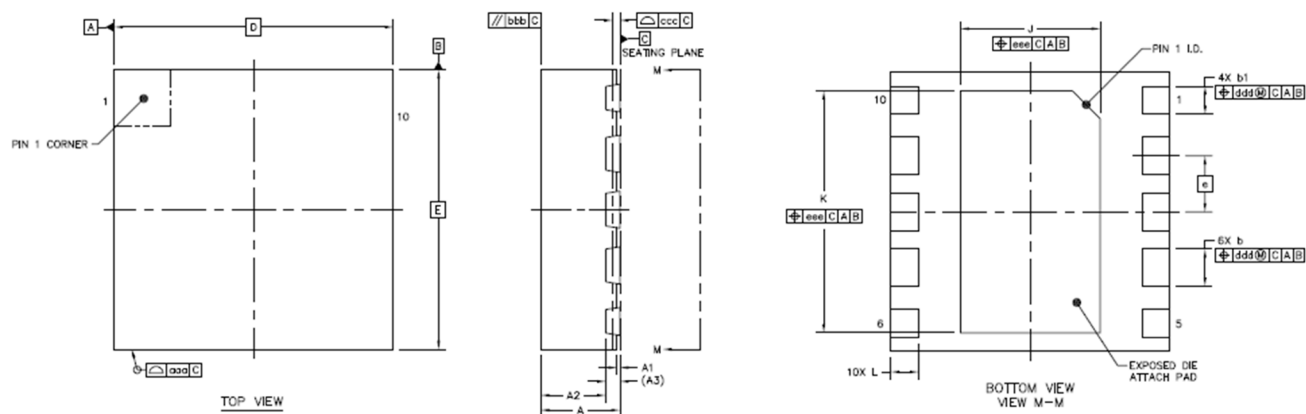 A
D
B
1
10
PIN 1 CORNER
E
⌓ aaa C
TOP VIEW
// bbb C
⌓ ccc C
C
SEATING PLANE
M
M
A1
(A3)
A2
A
J
⌖ eee C A B
PIN 1 I.D.
10
1
4X b1
⌖ ddd Ⓜ C A B
e
K
⌖ eee C A B
6X b
⌖ ddd Ⓜ C A B
6
5
10X L
EXPOSED DIE
ATTACH PAD
BOTTOM VIEW
VIEW M-M